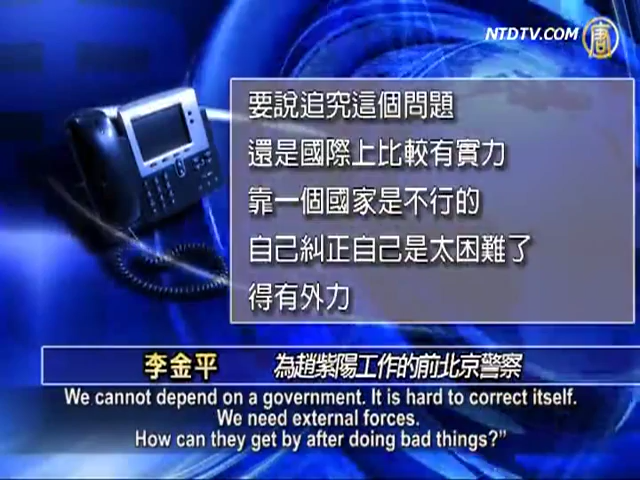 NTDTV.COM 唐
要說追究這個問題
還是國際上比較有實力
靠一個國家是不行的
自己糾正自己是太困難了
得有外力
李金平 為趙紫陽工作的前北京警察
We cannot depend on a government. It is hard to correct itself.
We need external forces.
How can they get by after doing bad things?”